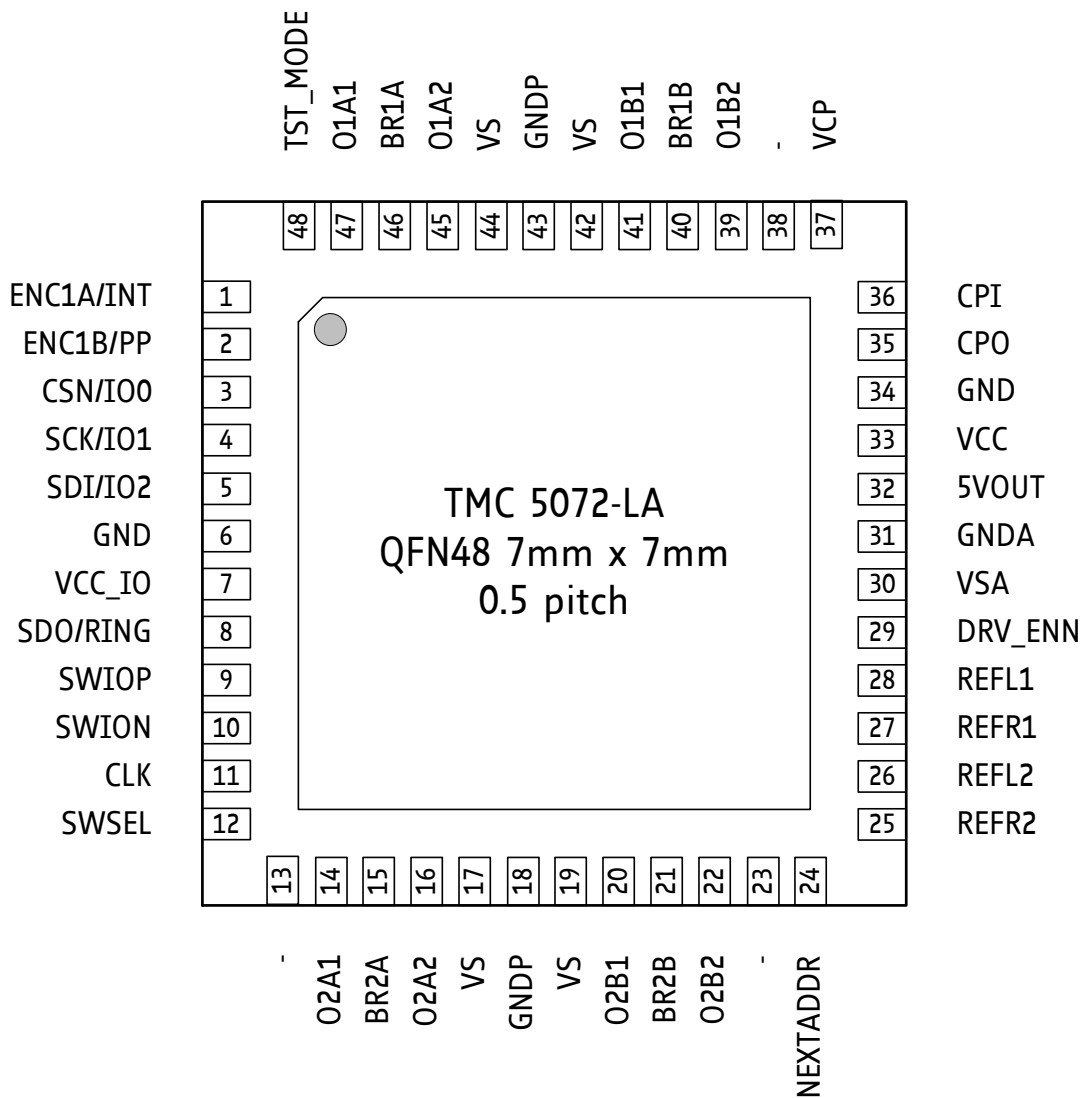 TST_MODE
O1A1
BR1A
O1A2
VS
GNDP
VS
O1B1
BR1B
O1B2
-
VCP
48
47
46
45
44
43
42
41
40
39
38
37
ENC1A/INT 1
ENC1B/PP 2
CSN/IO0 3
SCK/IO1 4
SDI/IO2 5
GND 6
VCC_IO 7
SDO/RING 8
SWIOP 9
SWION 10
CLK 11
SWSEL 12
TMC 5072-LA
QFN48 7mm x 7mm
0.5 pitch
36 CPI
35 CPO
34 GND
33 VCC
32 5VOUT
31 GNDA
30 VSA
29 DRV_ENN
28 REFL1
27 REFR1
26 REFL2
25 REFR2
13
14
15
16
17
18
19
20
21
22
23
24
-
O2A1
BR2A
O2A2
VS
GNDP
VS
O2B1
BR2B
O2B2
-
NEXTADDR